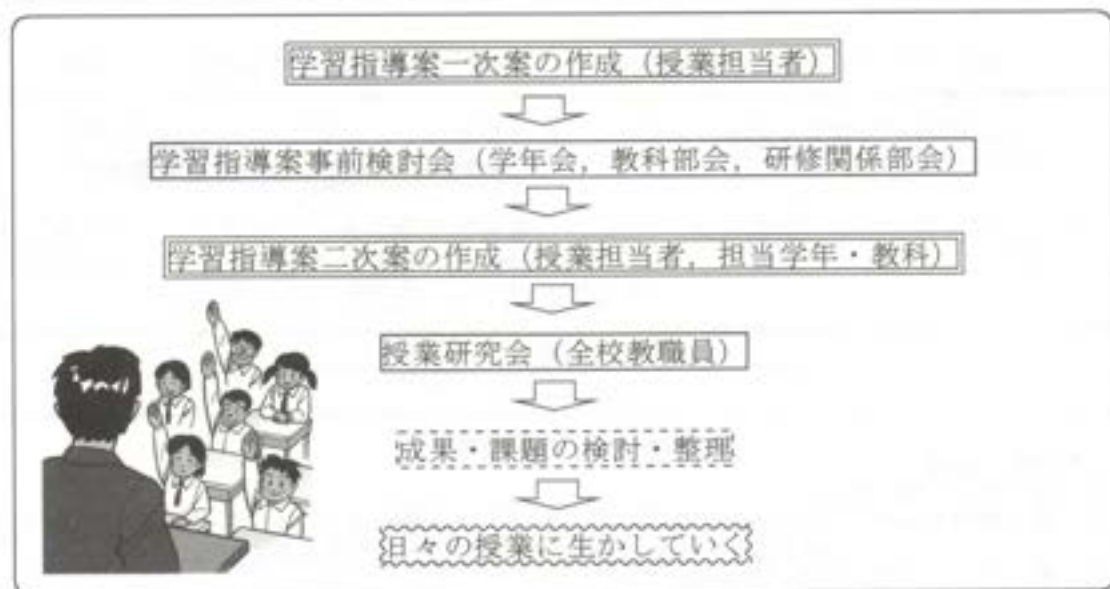 学習指導案一次案の作成（授業担当者）
学習指導案事前検討会（学年会，教科部会，研修関係部会）
学習指導案二次案の作成（授業担当者，担当学年・教科）
授業研究会（全校教職員）
成果・課題の検討・整理
日々の授業に生かしていく